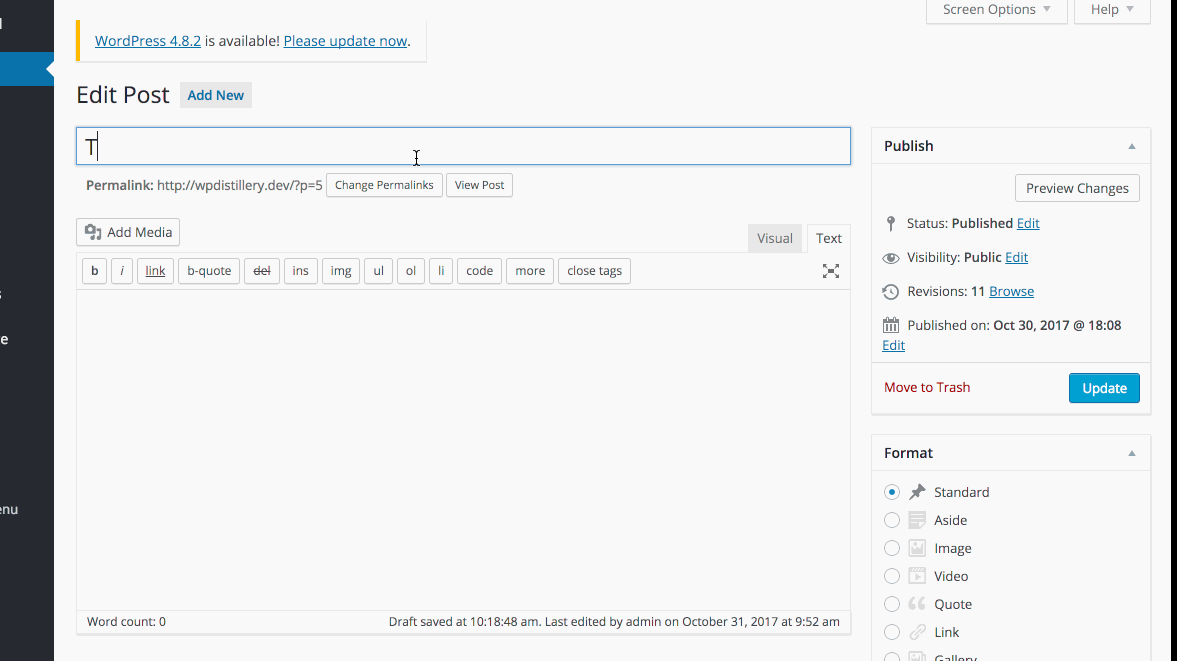 Screen Options
Help
WordPress 4.8.2 is available! Please update now.
Edit Post
Add New
T
Permalink: http://wpdistillery.dev/?p=5
Change Permalinks
View Post
Add Media
Visual
Text
b
i
link
b-quote
del
ins
img
ul
ol
li
code
more
close tags
Word count: 0
Draft saved at 10:18:48 am. Last edited by admin on October 31, 2017 at 9:52 am
Publish
Preview Changes
Status: Published Edit
Visibility: Public Edit
Revisions: 11 Browse
Published on: Oct 30, 2017 @ 18:08
Edit
Move to Trash
Update
Format
Standard
Aside
Image
Video
Quote
Link
Gallery
enu